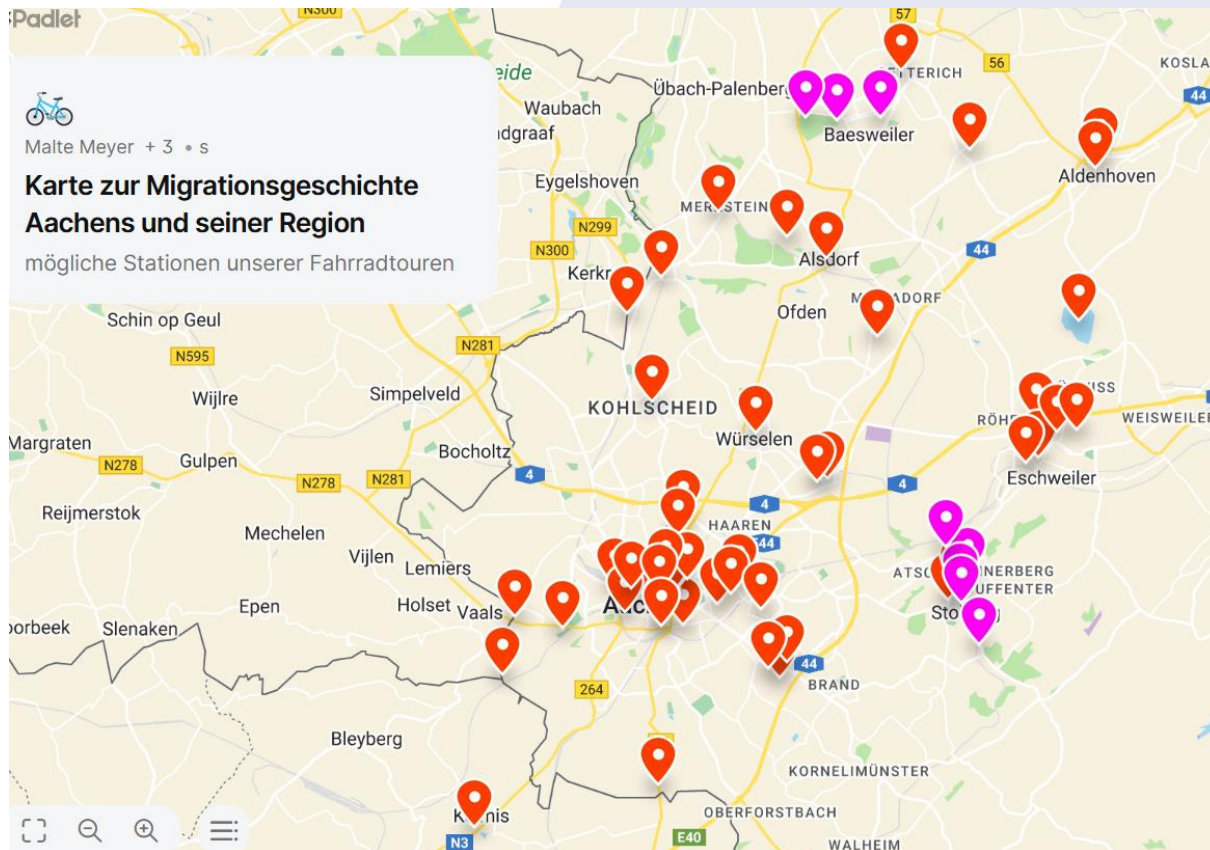 Padlet
Malte Meyer + 3 • s
Karte zur Migrationsgeschichte
Aachens und seiner Region
mögliche Stationen unserer Fahrradtouren
N300
57
56
44
Übach-Palenberg
Waubach
Baesweiler
Aldenhoven
Eygelshoven
N299
N300
44
Alsdorf
Ofden
Schin op Geul
N281
N595
Simpelveld
Wijlre
KOHLSCHEID
WEISWEILER
Würselen
Margraten
Bocholtz
N278
Gulpen
N281
4
N278
4
Eschweiler
4
Reijmerstok
HAAREN
Mechelen
Vijlen
Lemiers
Epen
Holset
Vaals
Slenaken
44
264
BRAND
Bleyberg
KORNELIMÜNSTER
OBERFORSTBACH
N3
E40
WALHEIM